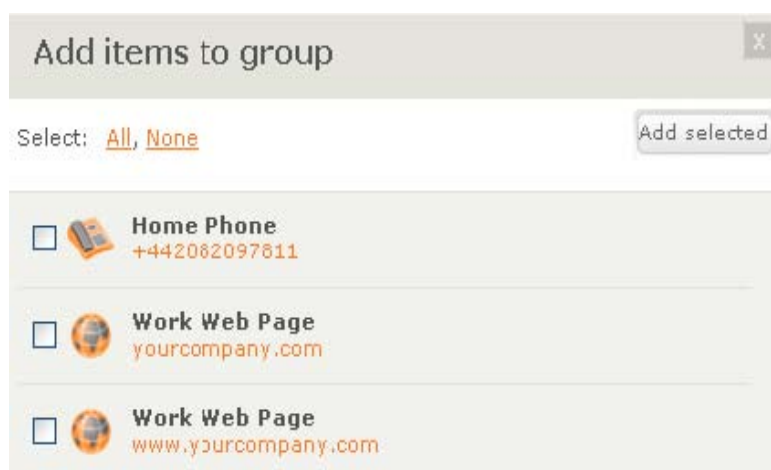 Add items to group
X
Select: All, None
Add selected
Home Phone
+442082097811
Work Web Page
yourcompany.com
Work Web Page
www.yourcompany.com